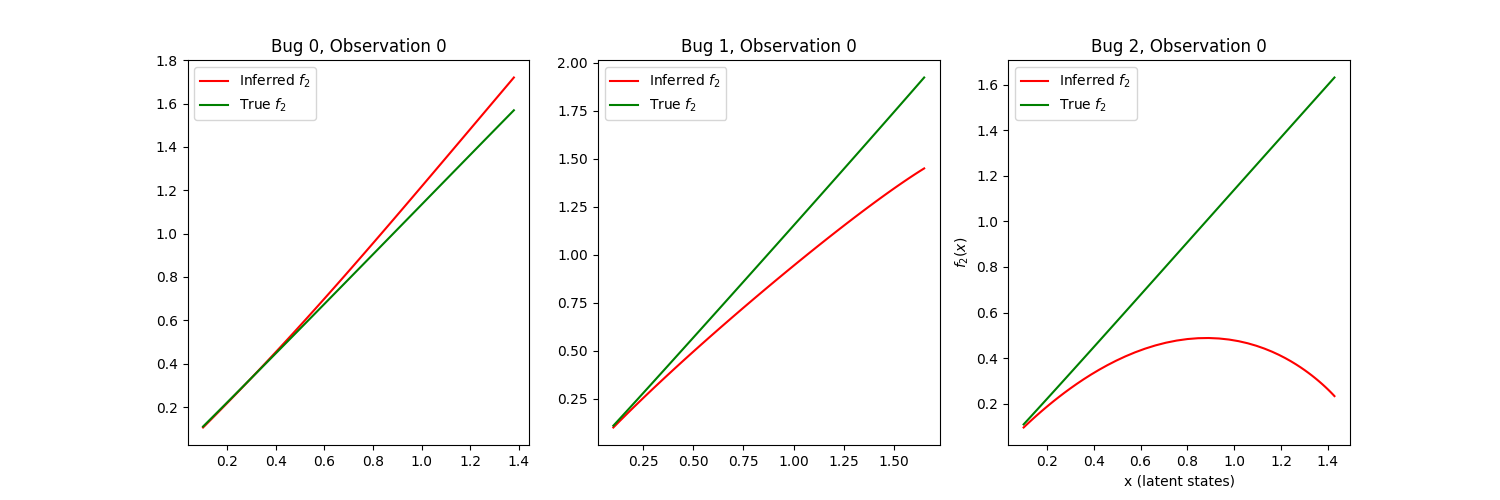 Bug 0, Observation 0
Inferred f₂
True f₂
1.8
1.6
1.4
1.2
1.0
0.8
0.6
0.4
0.2
0.2 0.4 0.6 0.8 1.0 1.2 1.4
Bug 1, Observation 0
Inferred f₂
True f₂
2.00
1.75
1.50
1.25
1.00
0.75
0.50
0.25
0.25 0.50 0.75 1.00 1.25 1.50
Bug 2, Observation 0
Inferred f₂
True f₂
f₂(x)
1.6
1.4
1.2
1.0
0.8
0.6
0.4
0.2
0.2 0.4 0.6 0.8 1.0 1.2 1.4
x (latent states)